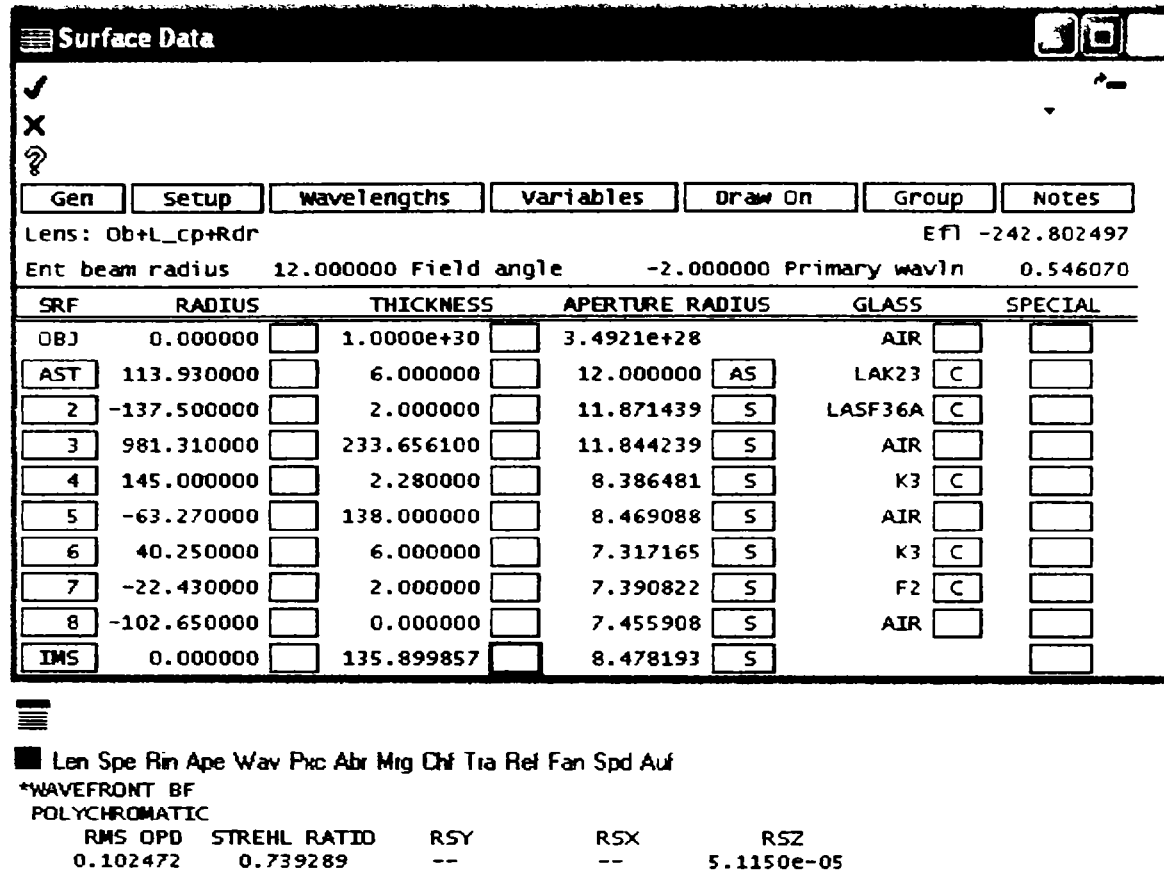 Surface Data
Gen Setup Wavelengths Variables Draw On Group Notes
Lens: Ob+L_cp+Rdr Efl -242.802497
Ent beam radius 12.000000 Field angle -2.000000 Primary wavln 0.546070
SRF RADIUS THICKNESS APERTURE RADIUS GLASS SPECIAL
OBJ 0.000000 1.0000e+30 3.4921e+28 AIR
AST 113.930000 6.000000 12.000000 AS LAK23 C
2 -137.500000 2.000000 11.871439 S LASF36A C
3 981.310000 233.656100 11.844239 S AIR
4 145.000000 2.280000 8.386481 S K3 C
5 -63.270000 138.000000 8.469088 S AIR
6 40.250000 6.000000 7.317165 S K3 C
7 -22.430000 2.000000 7.390822 S F2 C
8 -102.650000 0.000000 7.455908 S AIR
IMS 0.000000 135.899857 8.478193 S
Len Spe Rin Ape Wav Pxc Abr Mrg Chf Tra Ref Fan Spd Auf
*WAVEFRONT BF
POLYCHROMATIC
RMS OPD STREHL RATIO RSY RSX RSZ
0.102472 0.739289 -- -- 5.1150e-05